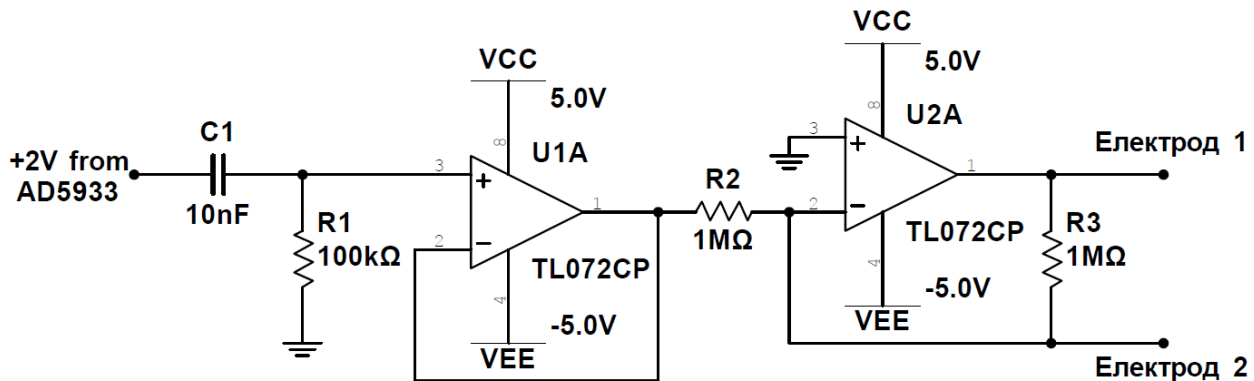 VCC
5.0V
VCC
5.0V
C1
+2V from
AD5933
10nF
R1
100kΩ
3
2
8
4
1
+
−
U1A
TL072CP
-5.0V
VEE
R2
1MΩ
3
2
8
4
1
+
−
U2A
TL072CP
-5.0V
VEE
R3
1MΩ
Електрод 1
Електрод 2